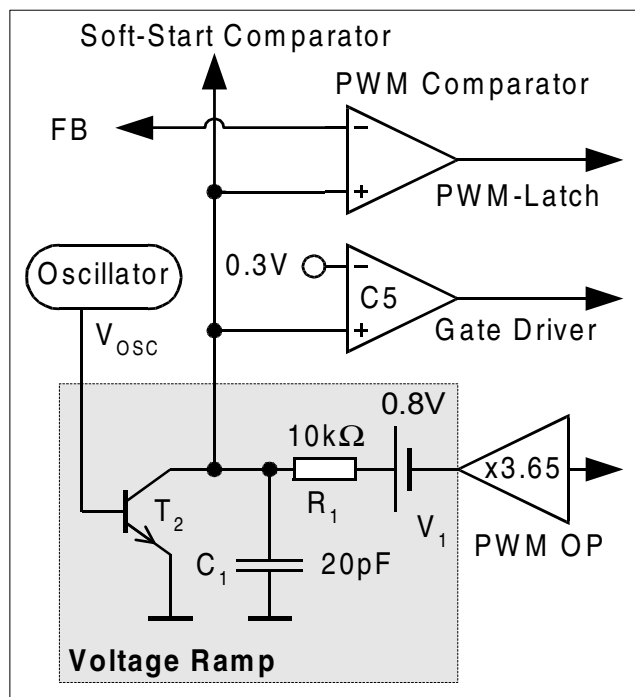 Soft-Start Comparator
PWM Comparator
FB
−
+
PWM-Latch
Oscillator
0.3V
−
C5
+
Gate Driver
VOSC
0.8V
10kΩ
x3.65
T2
R1
V1
PWM OP
C1
20pF
Voltage Ramp